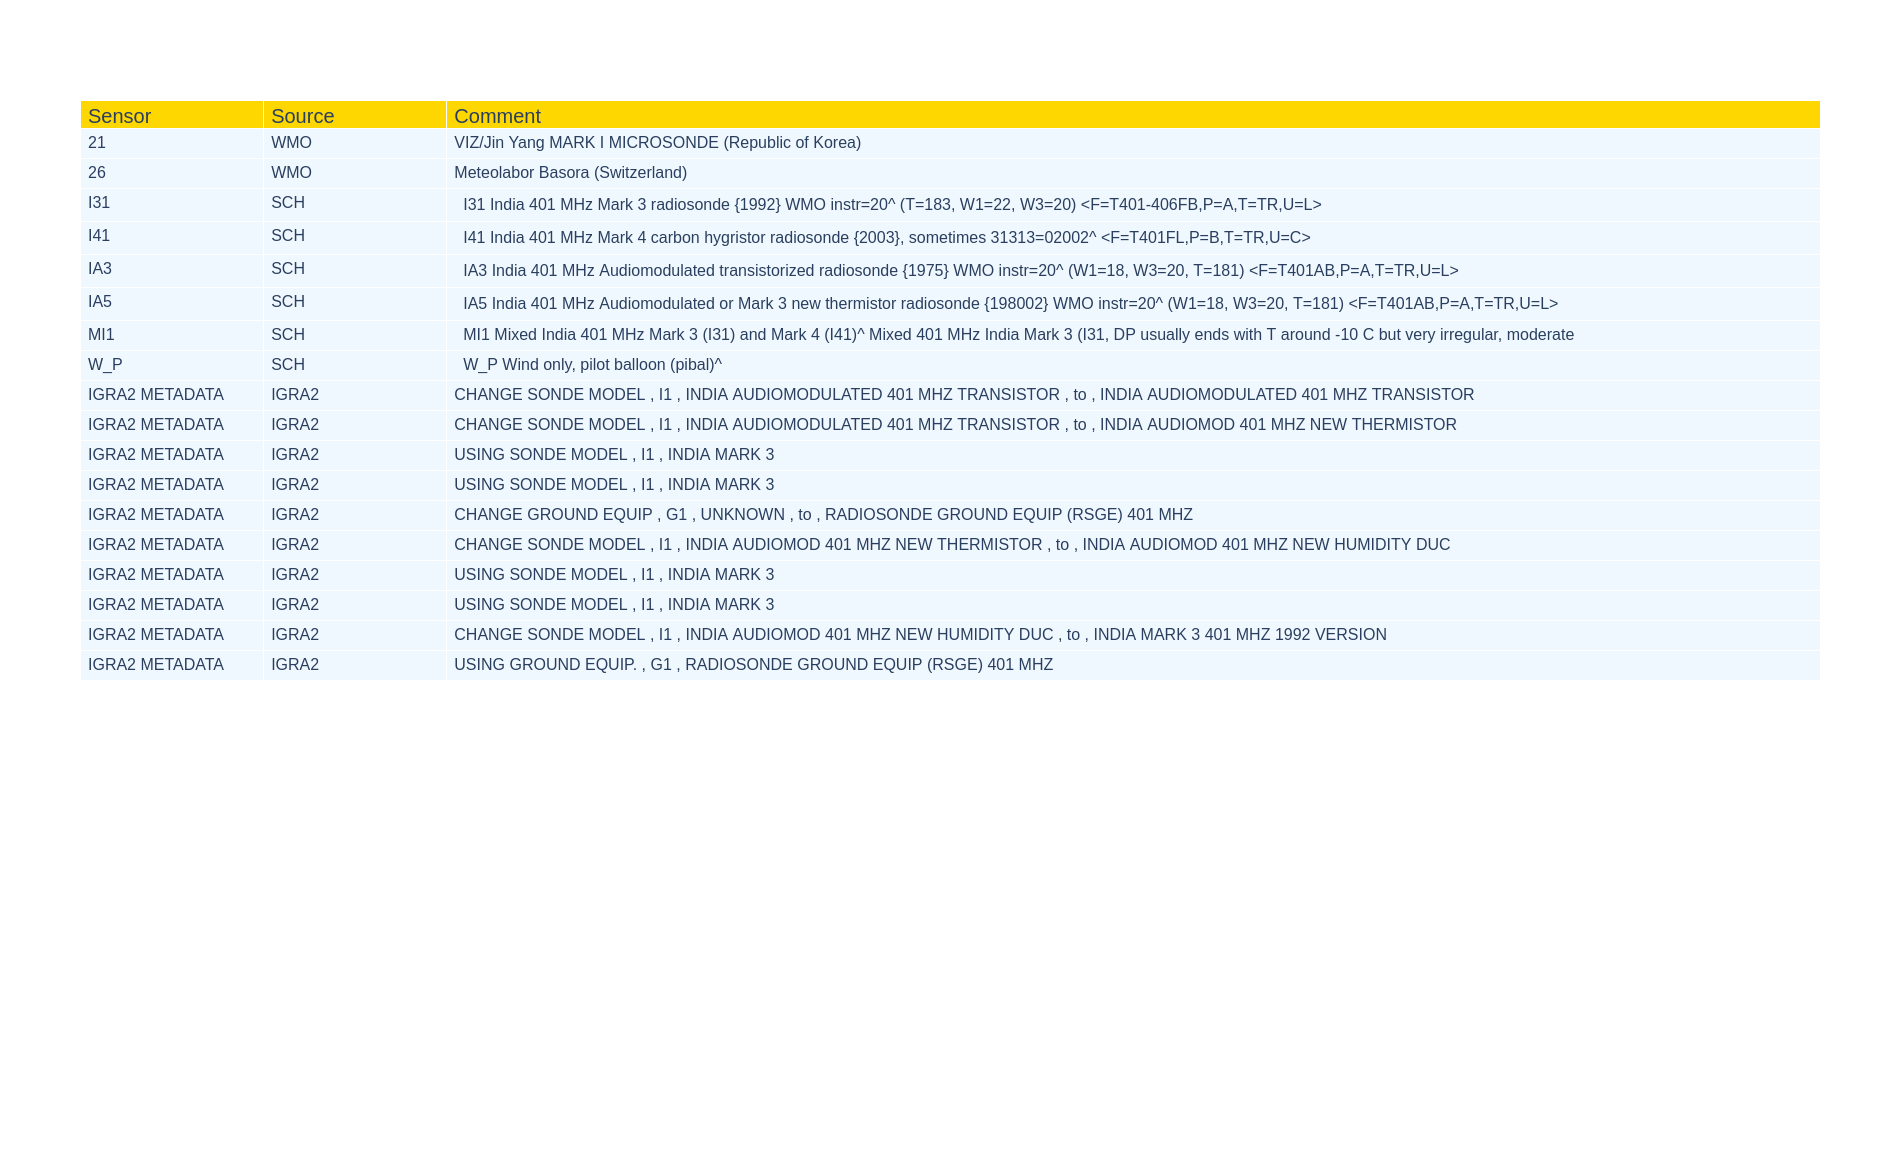 Sensor Source Comment
21 WMO VIZ/Jin Yang MARK I MICROSONDE (Republic of Korea)
26 WMO Meteolabor Basora (Switzerland)
I31 SCH I31 India 401 MHz Mark 3 radiosonde {1992} WMO instr=20^ (T=183, W1=22, W3=20) <F=T401-406FB,P=A,T=TR,U=L>
I41 SCH I41 India 401 MHz Mark 4 carbon hygristor radiosonde {2003}, sometimes 31313=02002^ <F=T401FL,P=B,T=TR,U=C>
IA3 SCH IA3 India 401 MHz Audiomodulated transistorized radiosonde {1975} WMO instr=20^ (W1=18, W3=20, T=181) <F=T401AB,P=A,T=TR,U=L>
IA5 SCH IA5 India 401 MHz Audiomodulated or Mark 3 new thermistor radiosonde {198002} WMO instr=20^ (W1=18, W3=20, T=181) <F=T401AB,P=A,T=TR,U=L>
MI1 SCH MI1 Mixed India 401 MHz Mark 3 (I31) and Mark 4 (I41)^ Mixed 401 MHz India Mark 3 (I31, DP usually ends with T around -10 C but very irregular, moderate
W_P SCH W_P Wind only, pilot balloon (pibal)^
IGRA2 METADATA IGRA2 CHANGE SONDE MODEL , I1 , INDIA AUDIOMODULATED 401 MHZ TRANSISTOR , to , INDIA AUDIOMODULATED 401 MHZ TRANSISTOR
IGRA2 METADATA IGRA2 CHANGE SONDE MODEL , I1 , INDIA AUDIOMODULATED 401 MHZ TRANSISTOR , to , INDIA AUDIOMOD 401 MHZ NEW THERMISTOR
IGRA2 METADATA IGRA2 USING SONDE MODEL , I1 , INDIA MARK 3
IGRA2 METADATA IGRA2 USING SONDE MODEL , I1 , INDIA MARK 3
IGRA2 METADATA IGRA2 CHANGE GROUND EQUIP , G1 , UNKNOWN , to , RADIOSONDE GROUND EQUIP (RSGE) 401 MHZ
IGRA2 METADATA IGRA2 CHANGE SONDE MODEL , I1 , INDIA AUDIOMOD 401 MHZ NEW THERMISTOR , to , INDIA AUDIOMOD 401 MHZ NEW HUMIDITY DUC
IGRA2 METADATA IGRA2 USING SONDE MODEL , I1 , INDIA MARK 3
IGRA2 METADATA IGRA2 USING SONDE MODEL , I1 , INDIA MARK 3
IGRA2 METADATA IGRA2 CHANGE SONDE MODEL , I1 , INDIA AUDIOMOD 401 MHZ NEW HUMIDITY DUC , to , INDIA MARK 3 401 MHZ 1992 VERSION
IGRA2 METADATA IGRA2 USING GROUND EQUIP. , G1 , RADIOSONDE GROUND EQUIP (RSGE) 401 MHZ